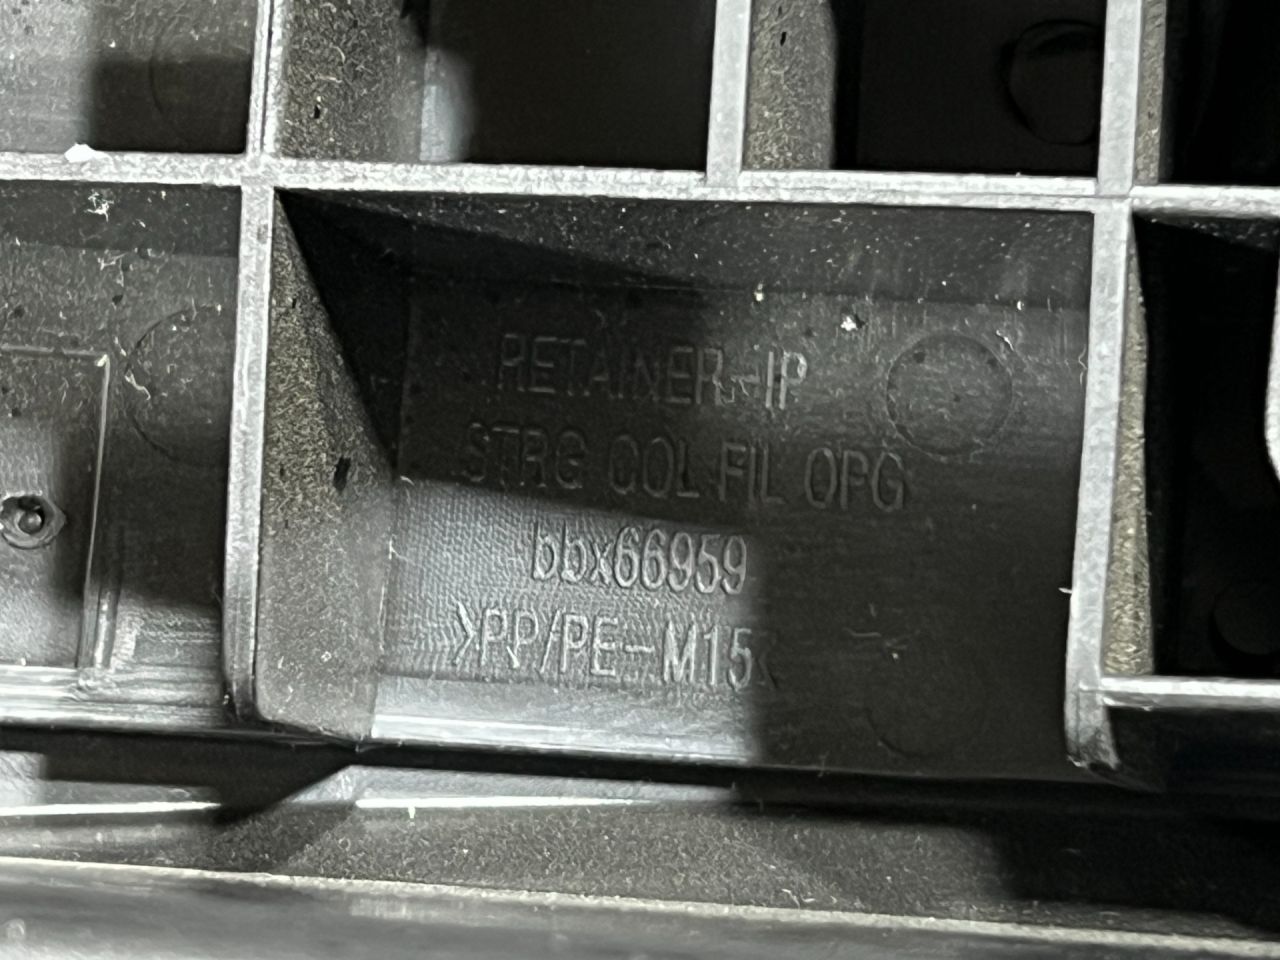 RETAINER-IP
STRG COL FIL OPG
bbx66959
>PP/PE-M15<